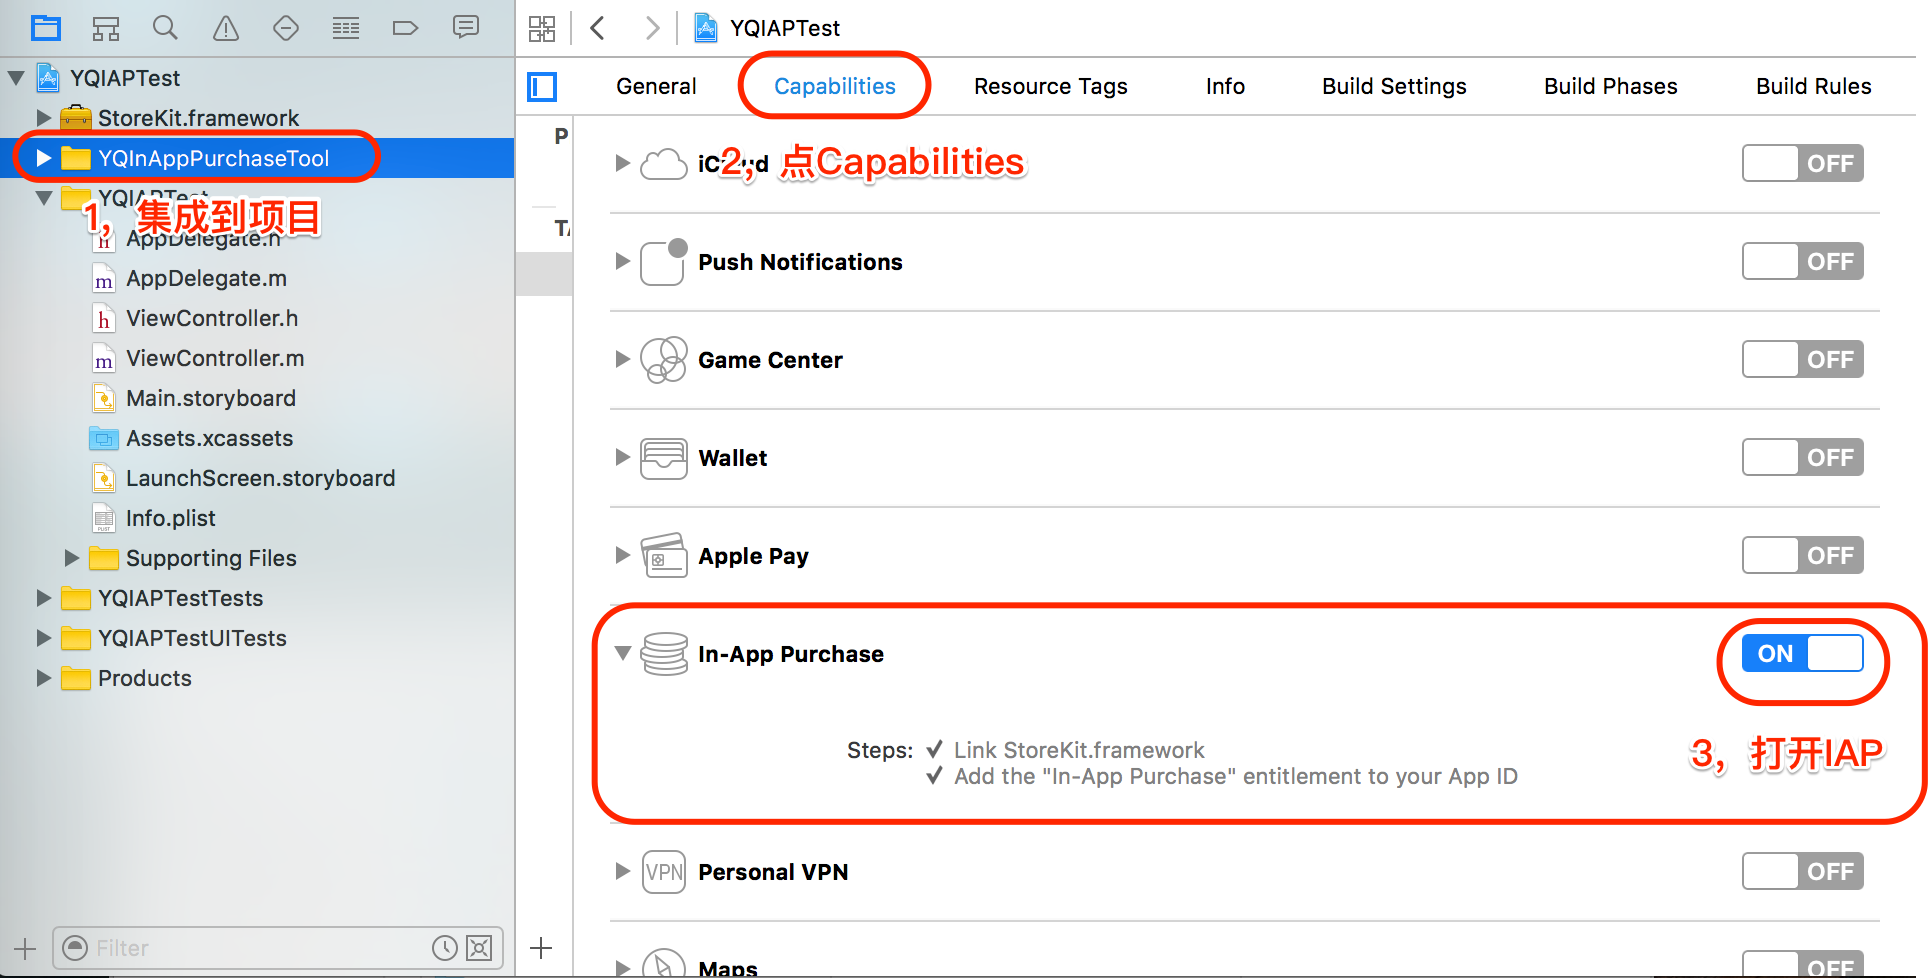 YQIAPTest
StoreKit.framework
YQInAppPurchaseTool
YQIAPTest
1，集成到项目
AppDelegate.h
AppDelegate.m
ViewController.h
ViewController.m
Main.storyboard
Assets.xcassets
LaunchScreen.storyboard
Info.plist
Supporting Files
YQIAPTestTests
YQIAPTestUITests
Products
Filter
YQIAPTest
General Capabilities Resource Tags Info Build Settings Build Phases Build Rules
P
TA
iCloud OFF
2，点Capabilities
Push Notifications OFF
Game Center OFF
Wallet OFF
Apple Pay OFF
In-App Purchase ON
Steps: ✓ Link StoreKit.framework
✓ Add the "In-App Purchase" entitlement to your App ID
3，打开IAP
VPN Personal VPN OFF
Maps OFF